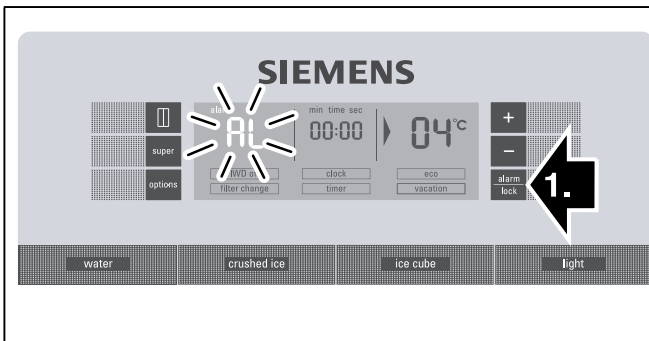 SIEMENS
min time sec
AL 00:00 04°C
+
super
−
options
clock eco
alarm
lock
1.
filter change timer vacation
water crushed ice ice cube light